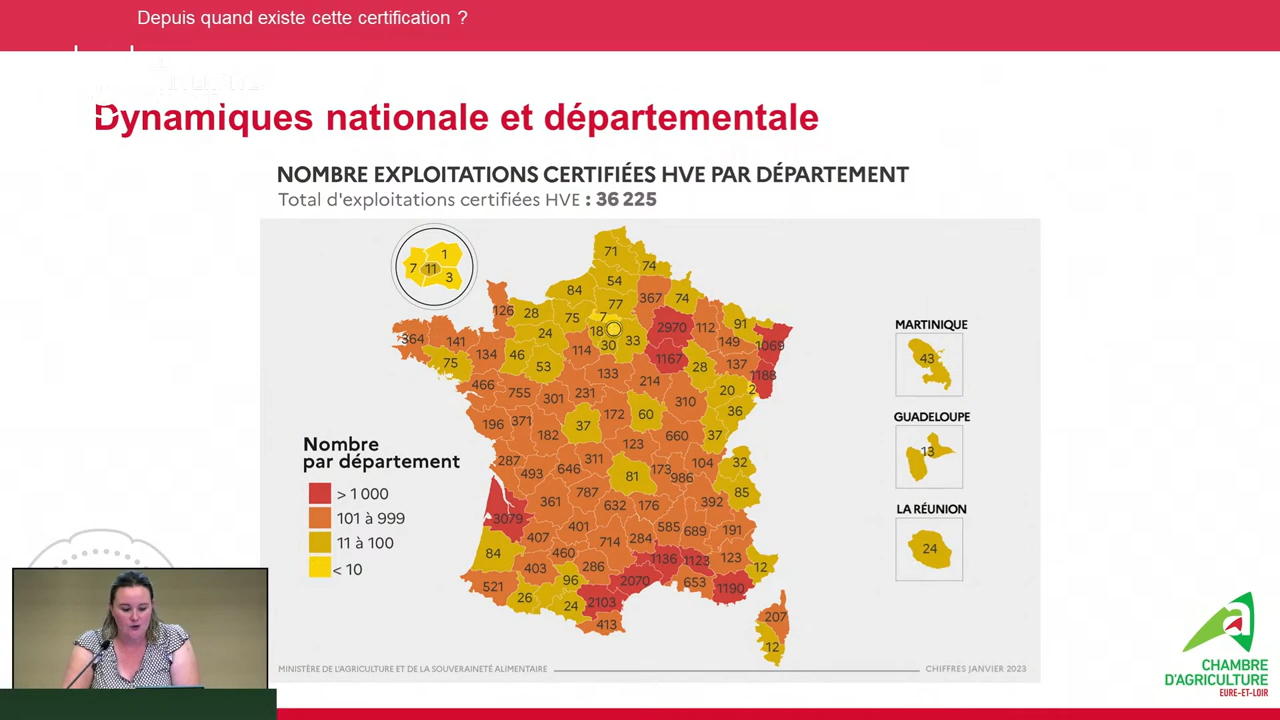 Depuis quand existe cette certification ?
Dynamiques nationale et départementale
NOMBRE EXPLOITATIONS CERTIFIÉES HVE PAR DÉPARTEMENT
Total d'exploitations certifiées HVE : 36 225
1
7 11
3
71
74
54
84
77
367 74
126 28
75
7
2970 112 91
24
18
33
149 1069
364 141
30
114
134 46
75
53
1167
28
137
1188
133
214
20 2
466 755 301 231
310
36
196 371
37
172 60
182
660 37
123
287 493 646 311
81
173 986 104 32
85
361 787
632 176
392
3079
401
585 689 191
407
714 284
84
460
1136 1123 123 12
403
286
521
96
2070
653 1190
26
24 2103
413
207
12
Nombre
par département
> 1 000
101 à 999
11 à 100
< 10
MARTINIQUE
43
GUADELOUPE
13
LA RÉUNION
24
MINISTÈRE DE L'AGRICULTURE ET DE LA SOUVERAINETÉ ALIMENTAIRE
CHIFFRES JANVIER 2023
CHAMBRE
D'AGRICULTURE
EURE-ET-LOIR